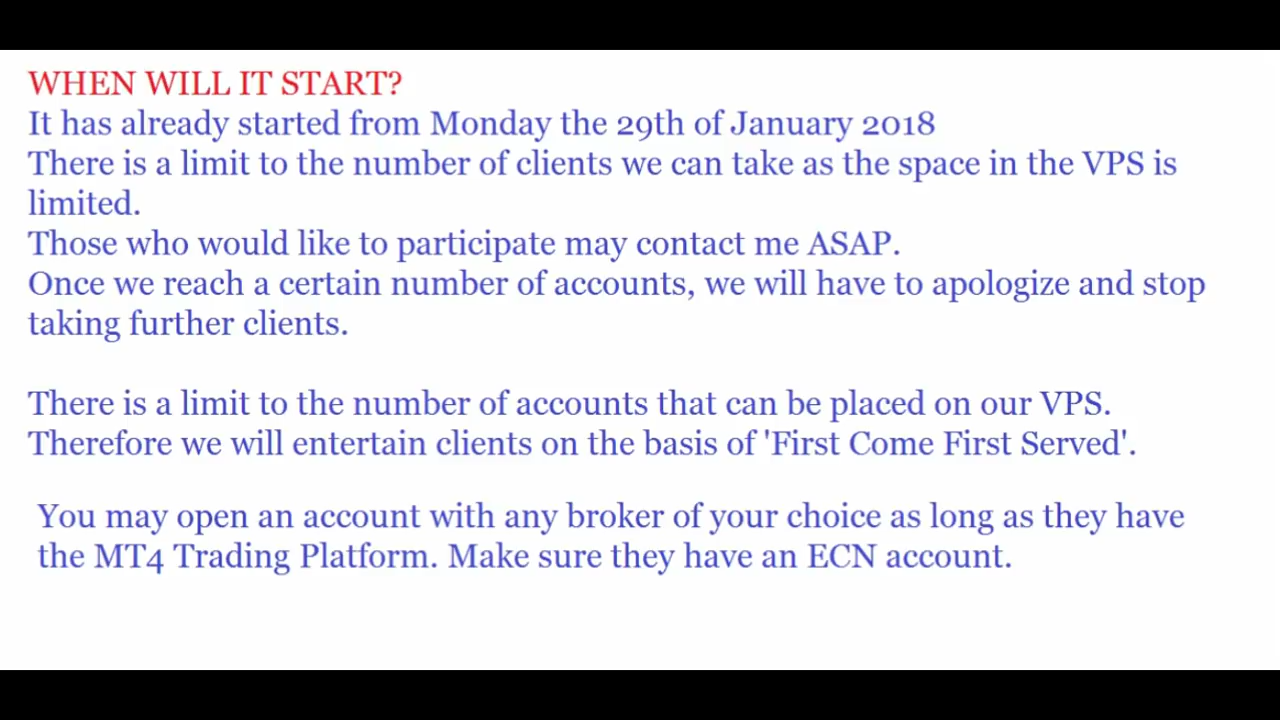 WHEN WILL IT START?
It has already started from Monday the 29th of January 2018
There is a limit to the number of clients we can take as the space in the VPS is
limited.
Those who would like to participate may contact me ASAP.
Once we reach a certain number of accounts, we will have to apologize and stop
taking further clients.
There is a limit to the number of accounts that can be placed on our VPS.
Therefore we will entertain clients on the basis of 'First Come First Served'.
You may open an account with any broker of your choice as long as they have
the MT4 Trading Platform. Make sure they have an ECN account.